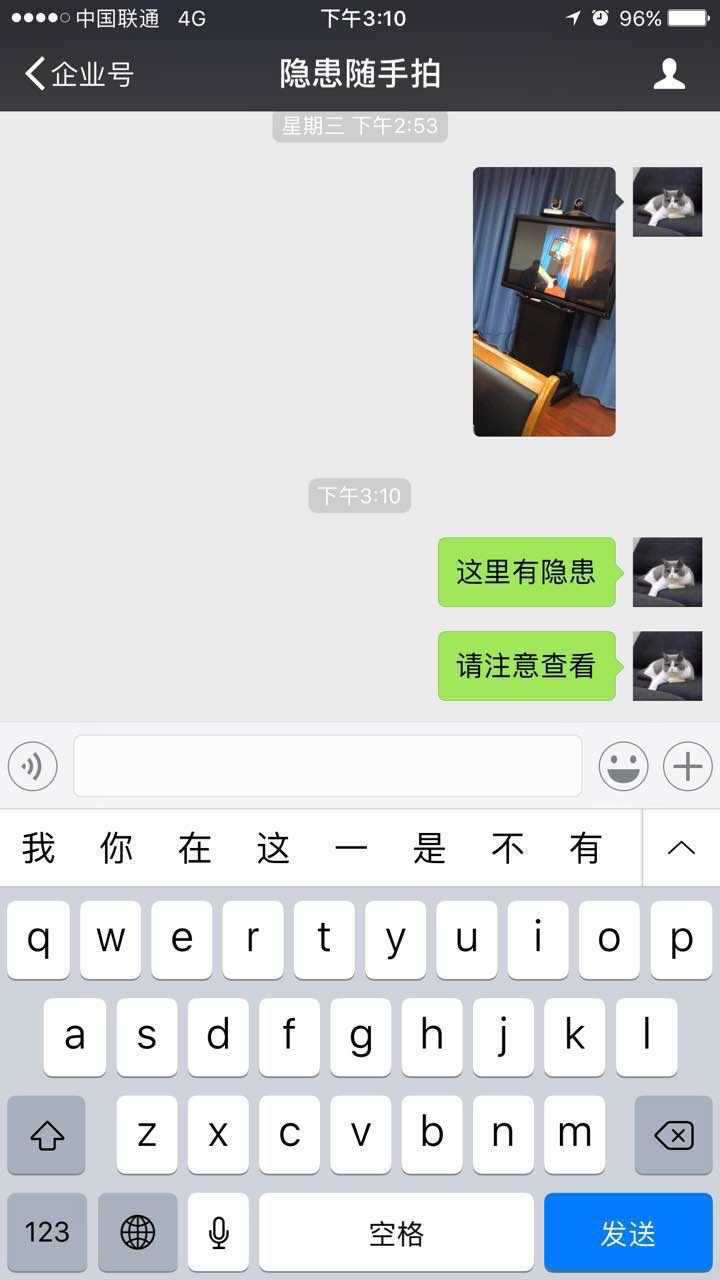 中国联通 4G 下午3:10 96%
企业号 隐患随手拍
星期三 下午2:53
下午3:10
这里有隐患
请注意查看
我 你 在 这 一 是 不 有
q w e r t y u i o p
a s d f g h j k l
z x c v b n m
123 空格 发送